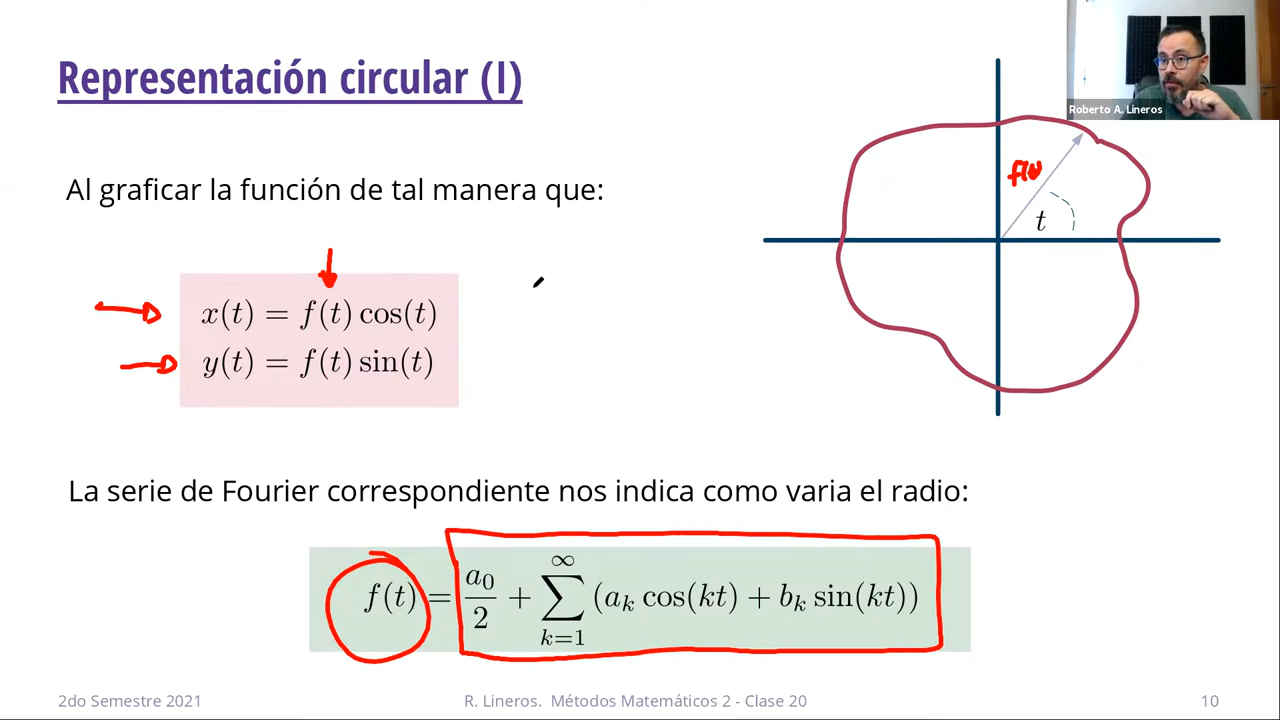 Representación circular (I)
Roberto A. Lineros
Al graficar la función de tal manera que:
f(t)
t
x(t) = f(t) cos(t)
y(t) = f(t) sin(t)
La serie de Fourier correspondiente nos indica como varia el radio:
f(t) = a₀/2 + ∑_{k=1}^{∞} (aₖ cos(kt) + bₖ sin(kt))
2do Semestre 2021
R. Lineros. Métodos Matemáticos 2 - Clase 20
10